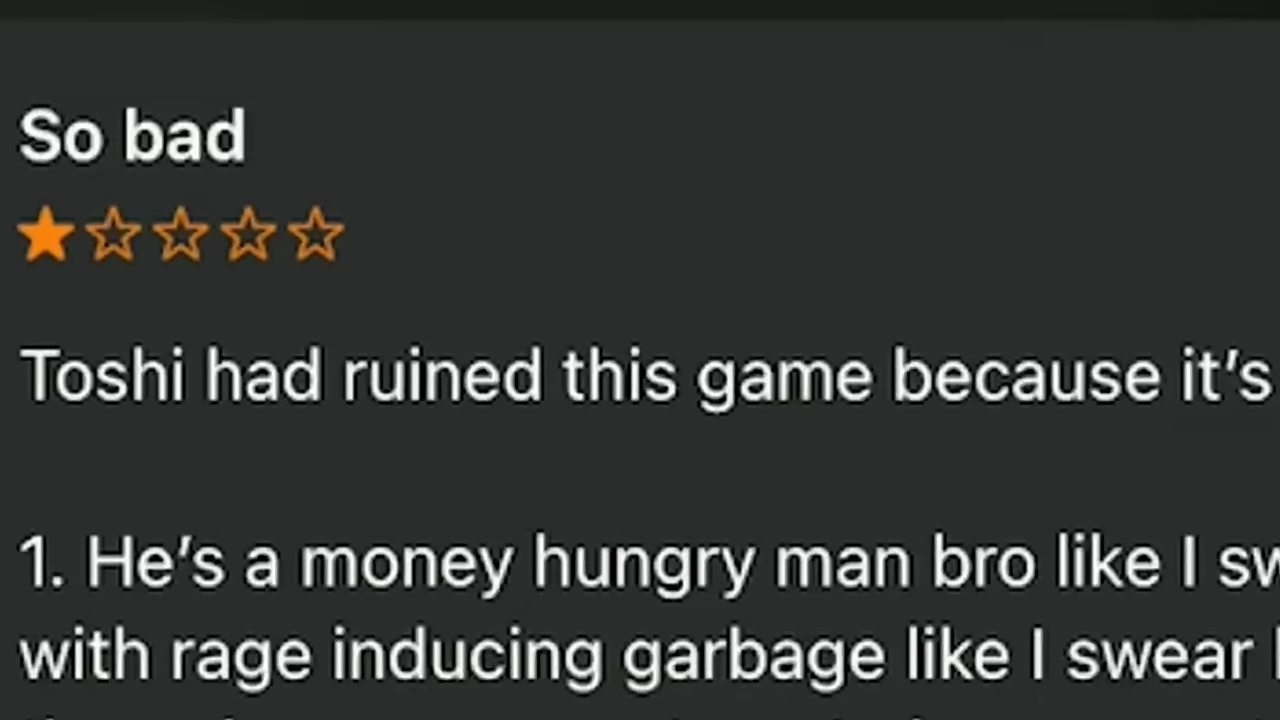 So bad
Toshi had ruined this game because it’s
1. He’s a money hungry man bro like I sw
with rage inducing garbage like I swear